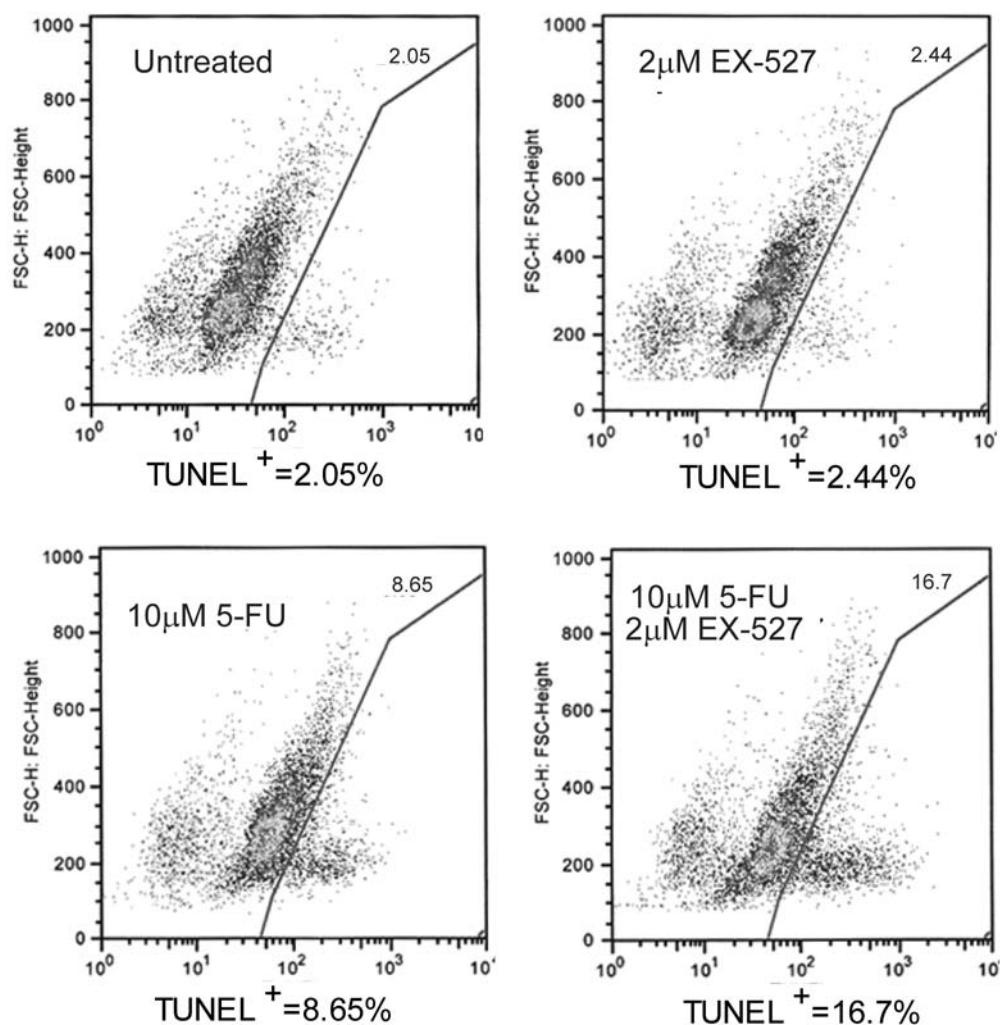 1000
800
600
400
200
0
FSC-H: FSC-Height
Untreated
2.05
10⁰ 10¹ 10² 10³
TUNEL +=2.05%
1000
800
600
400
200
0
FSC-H: FSC-Height
2μM EX-527
2.44
10⁰ 10¹ 10² 10³
TUNEL +=2.44%
1000
800
600
400
200
0
FSC-H: FSC-Height
10μM 5-FU
8.65
10⁰ 10¹ 10² 10³
TUNEL +=8.65%
1000
800
600
400
200
0
FSC-H: FSC-Height
10μM 5-FU
2μM EX-527
16.7
10⁰ 10¹ 10² 10³
TUNEL +=16.7%